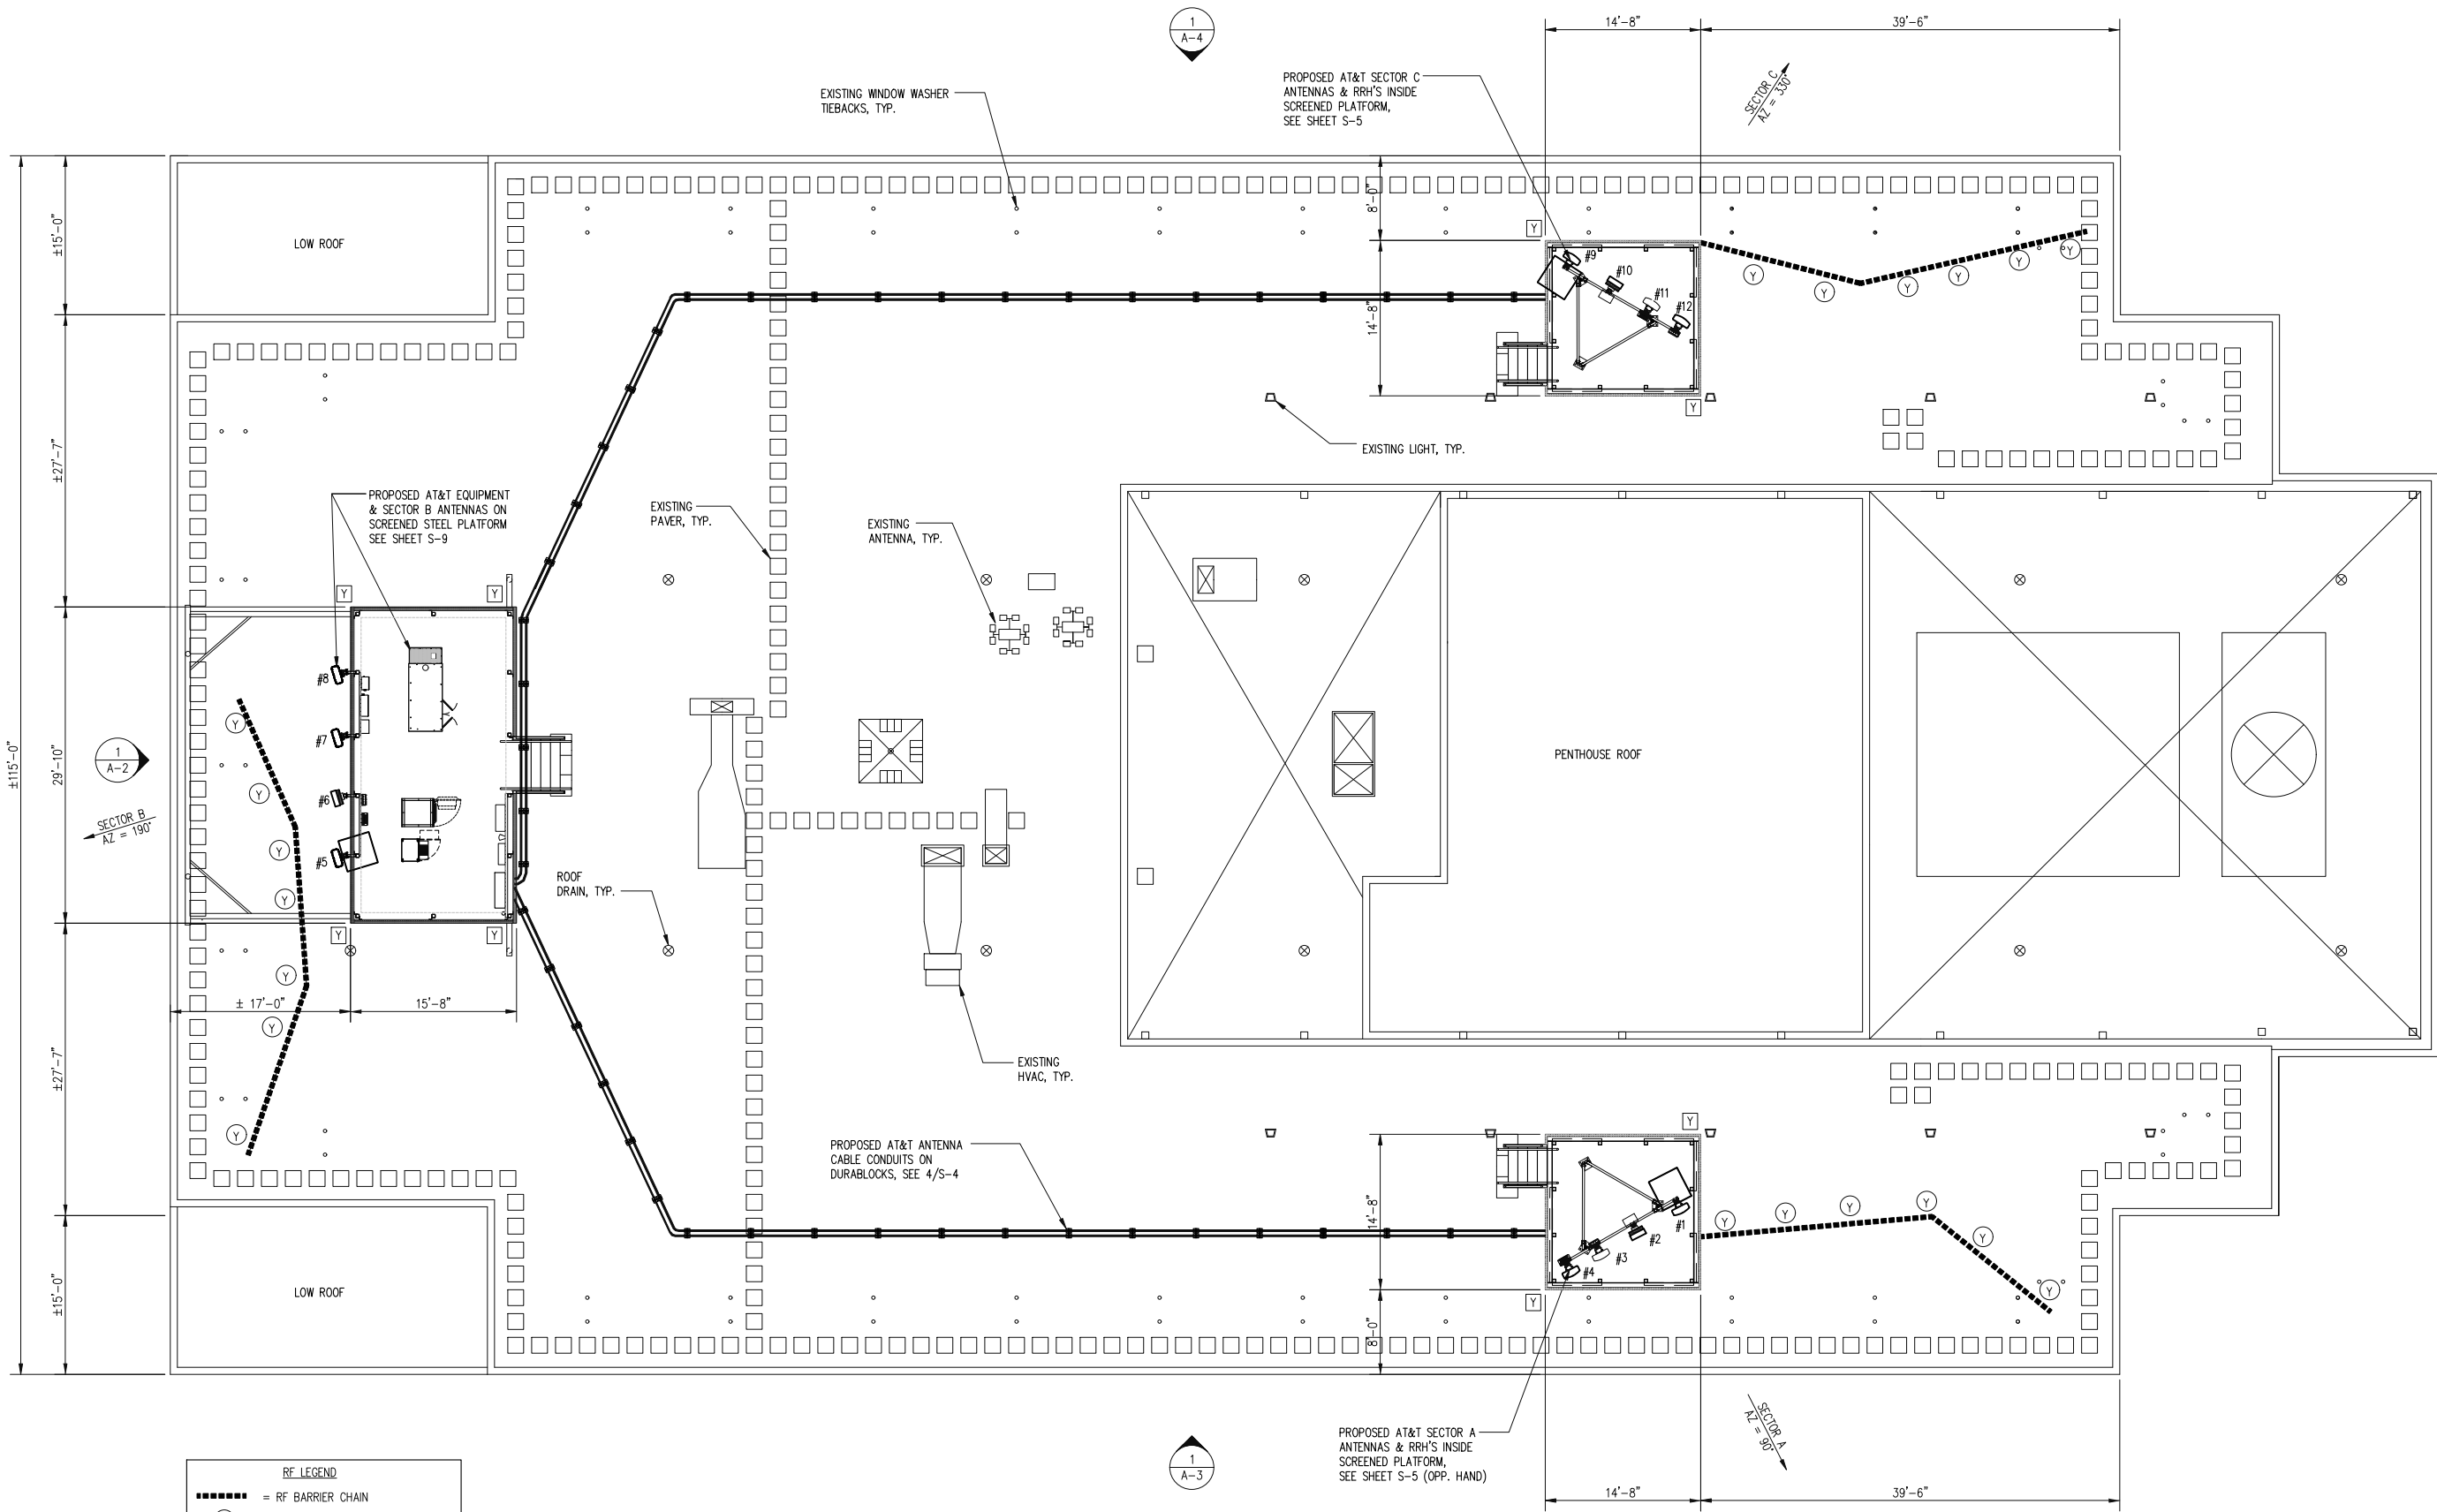 1
A-4
14'-8"
39'-6"
SECTOR C
AZ = 330°
EXISTING WINDOW WASHER
TIEBACKS, TYP.
PROPOSED AT&T SECTOR C
ANTENNAS & RRH'S INSIDE
SCREENED PLATFORM,
SEE SHEET S-5
±15'-0"
8'-0"
LOW ROOF
Y
#9
#10
#11
#12
Y
Y
Y
Y
Y
Y
14'-8"
Y
EXISTING LIGHT, TYP.
±27'-7"
PROPOSED AT&T EQUIPMENT
& SECTOR B ANTENNAS ON
SCREENED STEEL PLATFORM
SEE SHEET S-9
EXISTING
PAVER, TYP.
EXISTING
ANTENNA, TYP.
Y
Y
#8
Y
#7
1
A-2
Y
#6
SECTOR B
AZ = 190°
Y
#5
Y
±115'-0"
29'-10"
PENTHOUSE ROOF
ROOF
DRAIN, TYP.
Y
Y
Y
± 17'-0"
15'-8"
Y
±27'-7"
EXISTING
HVAC, TYP.
Y
PROPOSED AT&T ANTENNA
CABLE CONDUITS ON
DURABLOCKS, SEE 4/S-4
Y
14'-8"
#1
#2
#3
#4
Y
Y
Y
Y
Y
Y
±15'-0"
LOW ROOF
Y
8'-0"
SECTOR A
AZ = 90°
1
A-3
PROPOSED AT&T SECTOR A
ANTENNAS & RRH'S INSIDE
SCREENED PLATFORM,
SEE SHEET S-5 (OPP. HAND)
14'-8"
39'-6"
RF LEGEND
= RF BARRIER CHAIN